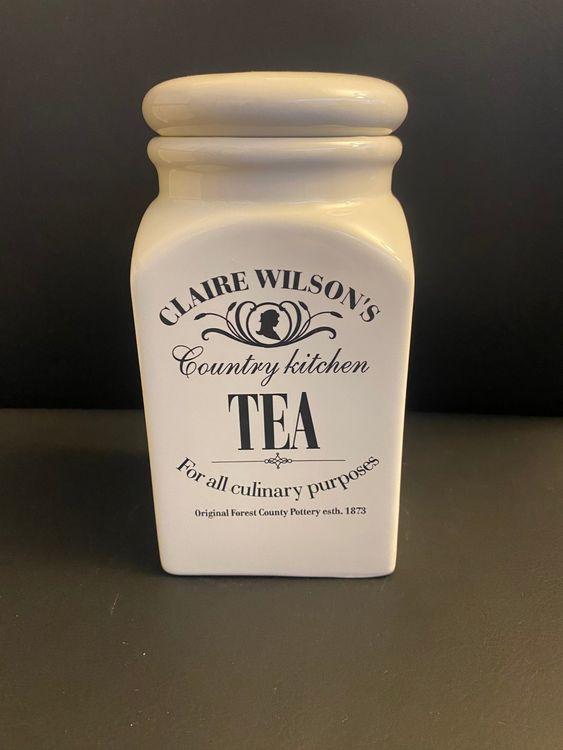 CLAIRE WILSON'S
Country kitchen
TEA
For all culinary purposes
Original Forest County Pottery esth. 1873